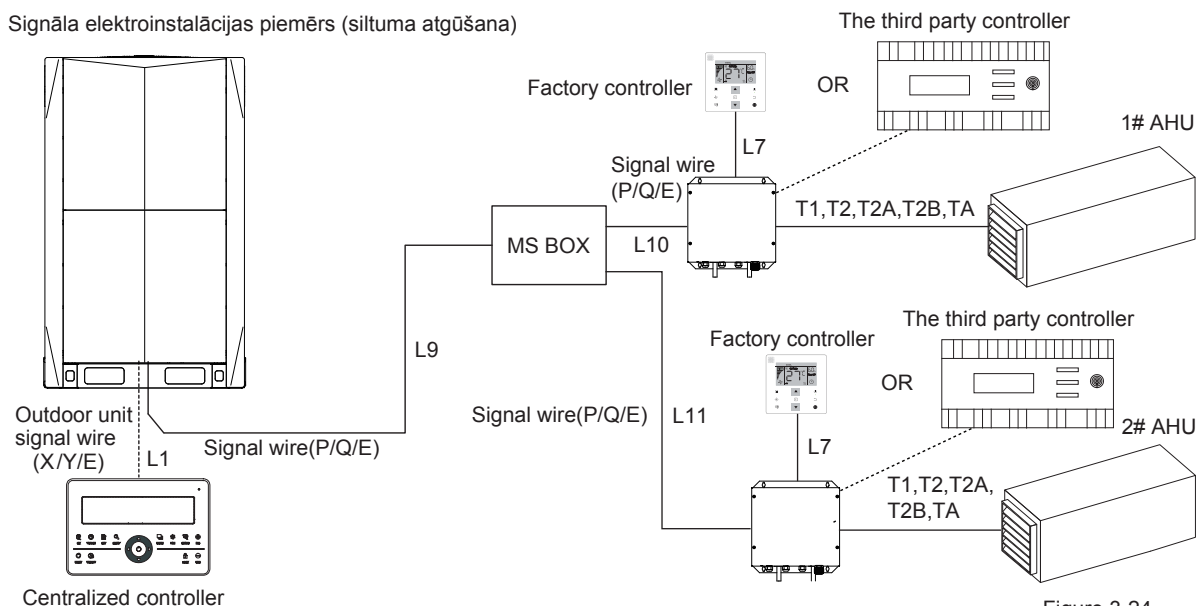 Signāla elektroinstalācijas piemērs (siltuma atgūšana)
The third party controller
Factory controller
OR
1# AHU
L7
Signal wire
(P/Q/E)
T1,T2,T2A,T2B,TA
MS BOX
L10
The third party controller
Factory controller
L9
OR
Outdoor unit
signal wire
(X/Y/E)
L1
Signal wire(P/Q/E)
Signal wire(P/Q/E)
L11
2# AHU
L7
T1,T2,T2A,
T2B,TA
Centralized controller
Figure 3-24